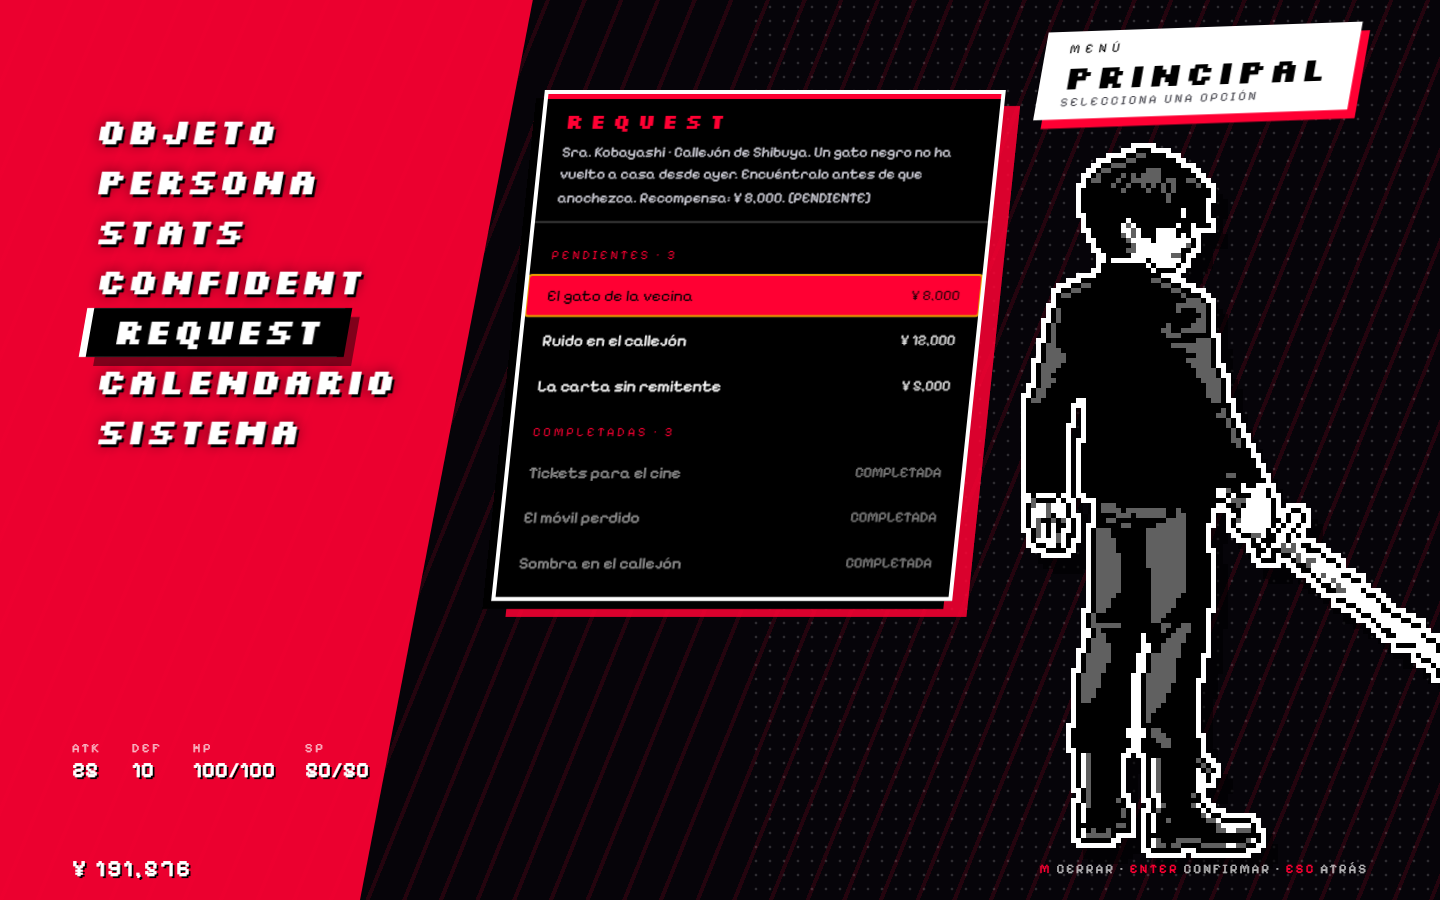 MENÚ
PRINCIPAL
SELECCIONA UNA OPCIÓN
OBJETO
PERSONA
STATS
CONFIDENT
REQUEST
CALENDARIO
SISTEMA
REQUEST
Sra. Kobayashi · Callejón de Shibuya. Un gato negro no ha
vuelto a casa desde ayer. Encuéntralo antes de que
anochezca. Recompensa: ¥ 8,000. (PENDIENTE)
PENDIENTES · 3
El gato de la vecina ¥ 8,000
Ruido en el callejón ¥ 12,000
La carta sin remitente ¥ 5,000
COMPLETADAS · 3
Tickets para el cine COMPLETADA
El móvil perdido COMPLETADA
Sombra en el callejón COMPLETADA
ATK DEF HP SP
28 10 100/100 80/80
¥ 191,876
M CERRAR · ENTER CONFIRMAR · ESC ATRÁS